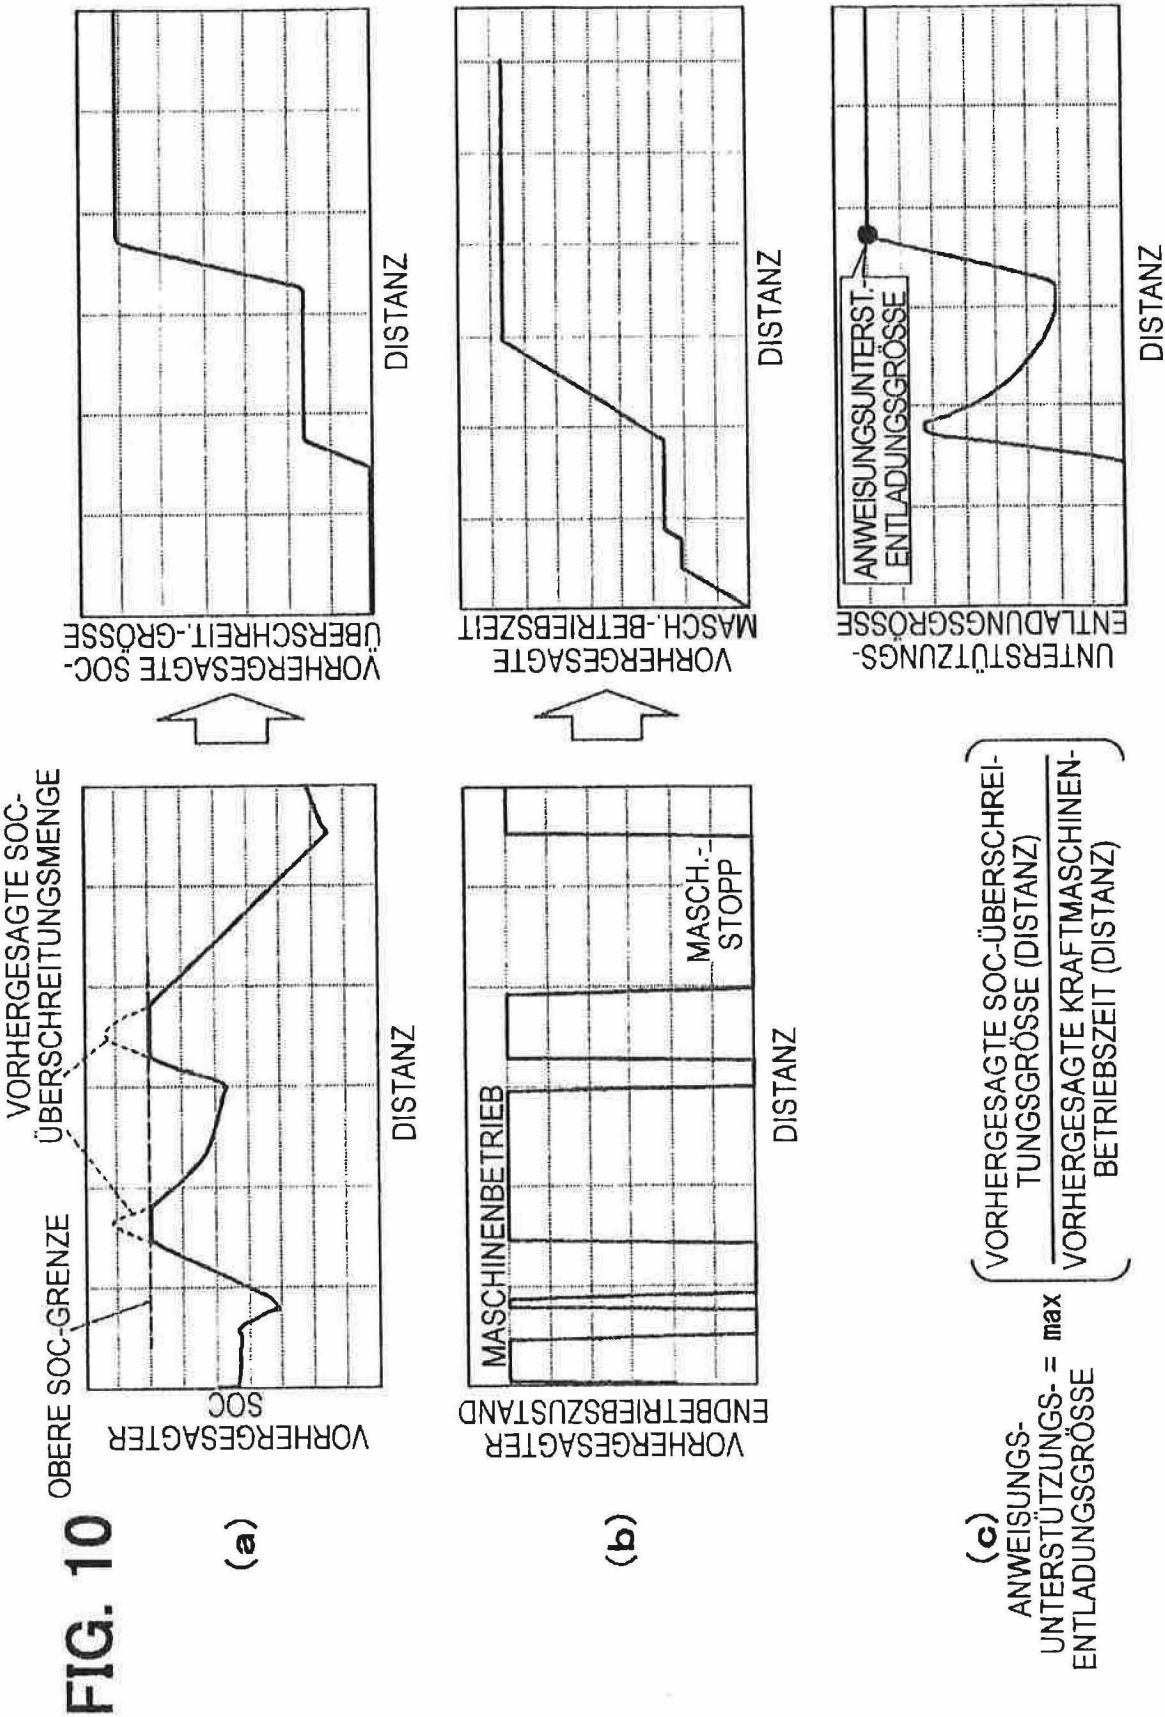 FIG. 10
(a)
OBERE SOC-GRENZE
VORHERGESAGTE SOC-
ÜBERSCHREITUNGSMENGE
VORHERGESAGTER
SOC
DISTANZ
VORHERGESAGTE SOC-
ÜBERSCHREIT.-GRÖSSE
DISTANZ
(b)
VORHERGESAGTER
ENDBETRIEBSZUSTAND
MASCHINENBETRIEB
MASCH.-
STOPP
DISTANZ
VORHERGESAGTE
MASCH.-BETRIEBSZEIT
DISTANZ
(c)
ANWEISUNGS-
UNTERSTÜTZUNGS- = max
ENTLADUNGSGRÖSSE
VORHERGESAGTE SOC-ÜBERSCHREI-
TUNGSGRÖSSE (DISTANZ)
VORHERGESAGTE KRAFTMASCHINEN-
BETRIEBSZEIT (DISTANZ)
UNTERSTÜTZUNGS-
ENTLADUNGSGRÖSSE
ANWEISUNGSUNTERST.-
ENTLADUNGSGRÖSSE
DISTANZ